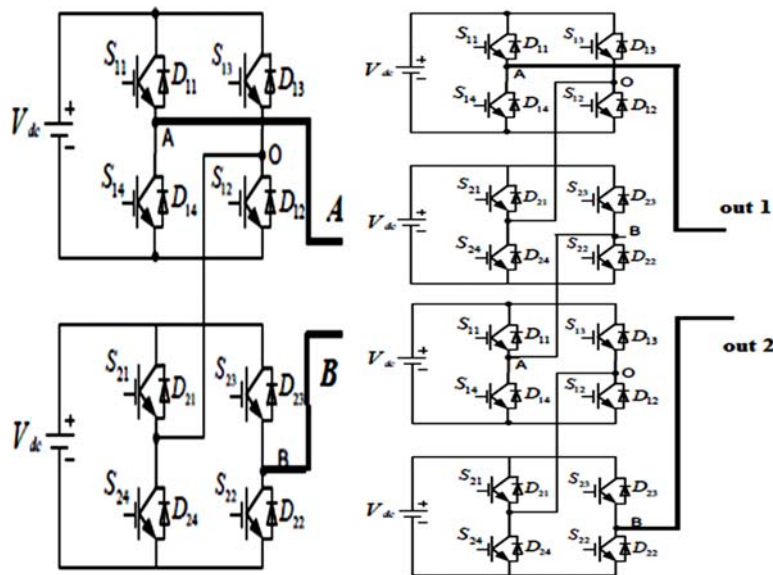 S11 D11 S13 D13
Vdc + -
A
O
S14 D14 S12 D12
A
S21 D21 S23 D23
Vdc + -
B
B
S24 D24 S22 D22
S11 D11 S13 D13
Vdc + -
A
O
S14 D14 S12 D12
S21 D21 S23 D23
Vdc + -
out 1
B
S24 D24 S22 D22
S11 D11 S13 D13
Vdc + -
out 2
A
O
S14 D14 S12 D12
S21 D21 S23 D23
Vdc + -
B
S24 D24 S22 D22